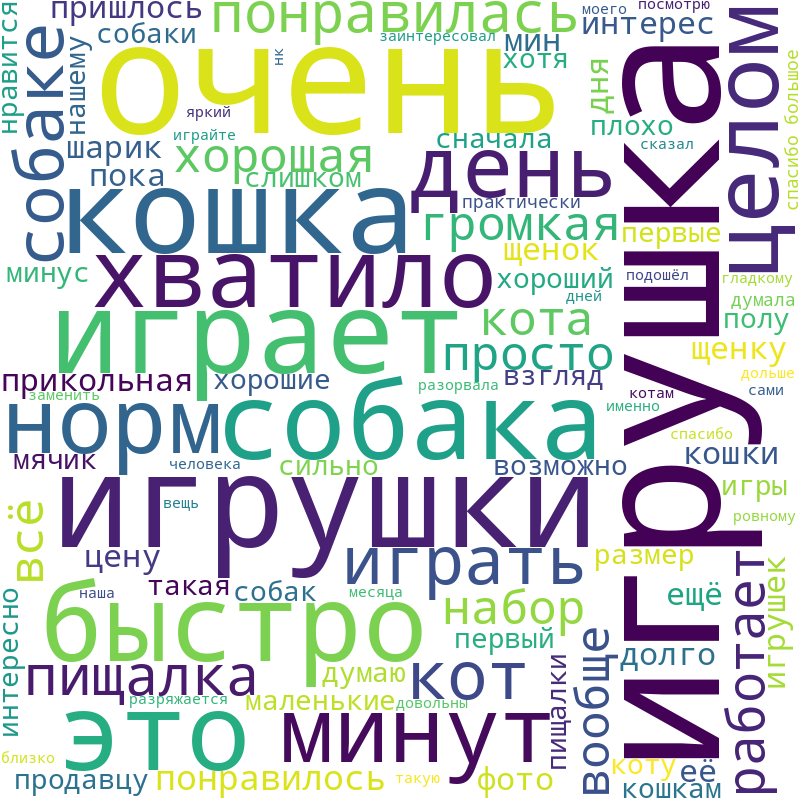 пришлось
понравилась
моего
посмотрю
нравится
собаки
заинтересовал
мин
интерес
очень
нк
хотя
собаке
нашему
яркий
дня
целом
спасибо большое
играйте
плохо
шарик
хорошая
сначала
сказал
игрушка
пока
слишком
день
кошка
практически
громкая
первые
щенок
минус
хватило
хороший
подошёл
гладкому
дней
думала
играет
кота
полу
просто
щенку
прикольная
хорошие
разорвала
взгляд
дольше
заменить
котам
сами
норм
собака
именно
спасибо
мячик
человека
сильно
возможно
кошки
вещь
игрушки
игры
ровному
всё
цену
играть
размер
такая
собак
месяца
ещё
наша
быстро
набор
работает
игрушек
интересно
первый
пищалка
думаю
кот
пищалки
вообще
долго
разряжается
маленькие
довольны
это
минут
близко
продавцу
понравилось
такую
фото
коту
её
кошкам